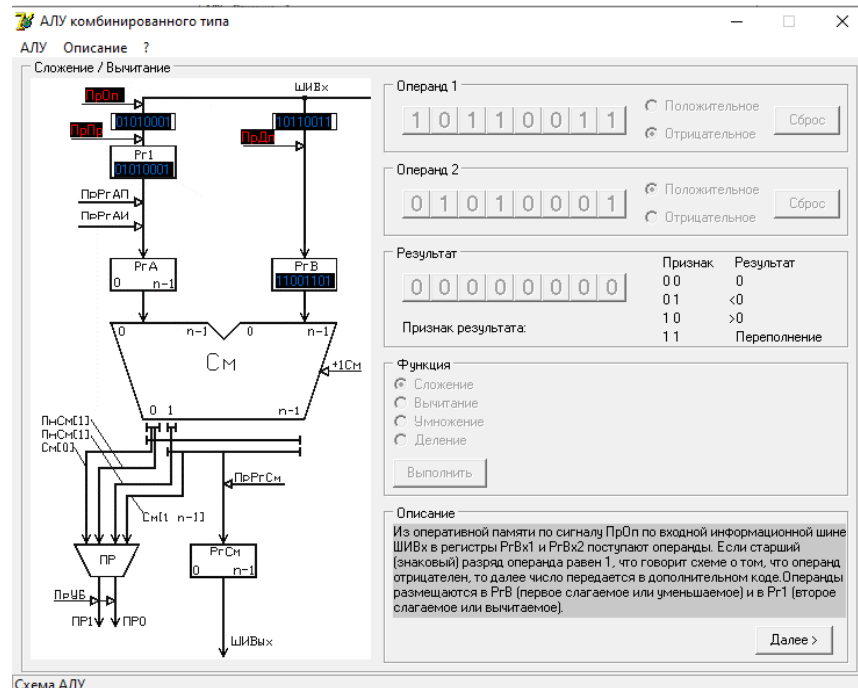 АЛУ комбинированного типа
АЛУ Описание ?
Сложение / Вычитание
ШИВх
ПрОп
01010001
10110011
ПрПр
ПрДп
Рг1
01010001
ПрРгАП
ПрРгАИ
РгА
0 n-1
РгВ
11001101
0 n-1 0 n-1
См
+1См
0 1 n-1
ПнСм[1]
ПнСм[1]
См[0]
ПрРгСм
См[1 n-1]
ПР
РгСм
0 n-1
ПрУБ
ПР1 ПР0
ШИВых
Операнд 1
1 0 1 1 0 0 1 1
Положительное
Отрицательное
Сброс
Операнд 2
0 1 0 1 0 0 0 1
Положительное
Отрицательное
Сброс
Результат
0 0 0 0 0 0 0 0
Признак результата:
Признак Результат
0 0 0
0 1 <0
1 0 >0
1 1 Переполнение
Функция
Сложение
Вычитание
Умножение
Деление
Выполнить
Описание
Из оперативной памяти по сигналу ПрОп по входной информационной шине
ШИВх в регистры РгВх1 и РгВх2 поступают операнды. Если старший
(знаковый) разряд операнда равен 1, что говорит схеме о том, что операнд
отрицателен, то далее число передается в дополнительном коде.Операнды
размещаются в РгВ (первое слагаемое или уменьшаемое) и в Рг1 (второе
слагаемое или вычитаемое).
Далее >
Схема АЛУ